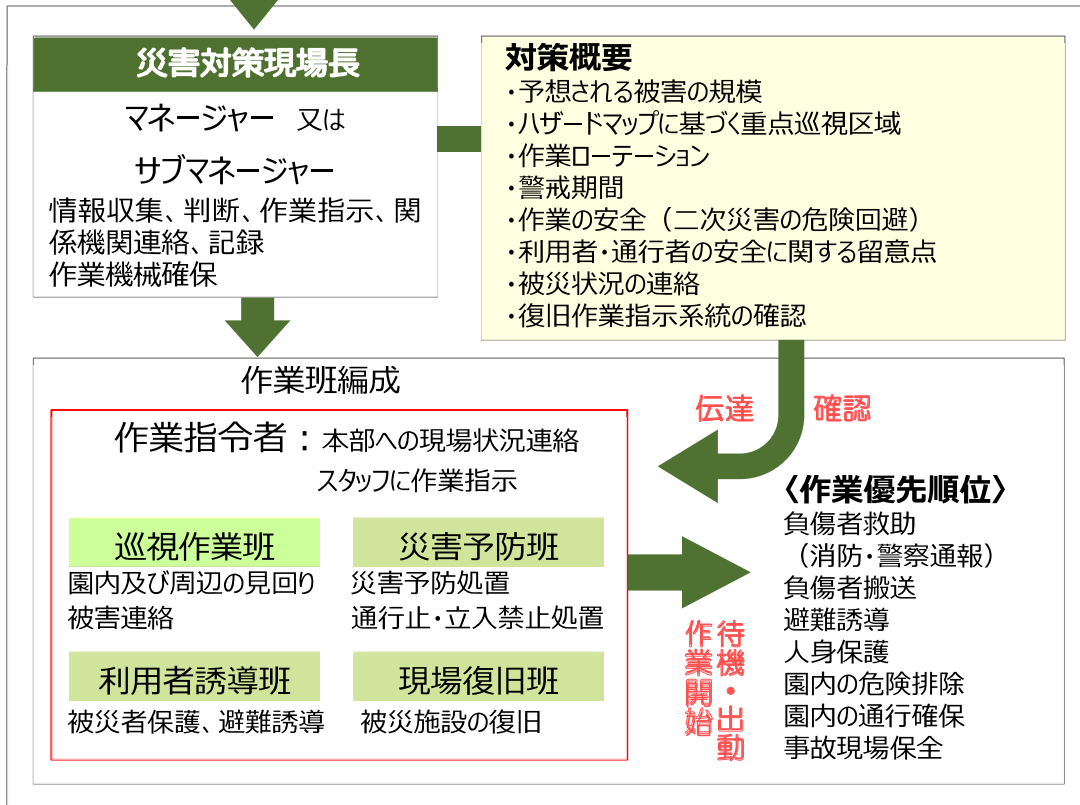 災害対策現場長
マネージャー 又は
サブマネージャー
情報収集、判断、作業指示、関
係機関連絡、記録
作業機械確保
対策概要
・予想される被害の規模
・ハザードマップに基づく重点巡視区域
・作業ローテーション
・警戒期間
・作業の安全（二次災害の危険回避）
・利用者・通行者の安全に関する留意点
・被災状況の連絡
・復旧作業指示系統の確認
作業班編成
伝達 確認
作業指令者：本部への現場状況連絡
スタッフに作業指示
巡視作業班
園内及び周辺の見回り
被害連絡
災害予防班
災害予防処置
通行止・立入禁止処置
利用者誘導班
被災者保護、避難誘導
現場復旧班
被災施設の復旧
待機・出動
作業開始
〈作業優先順位〉
負傷者救助
（消防・警察通報）
負傷者搬送
避難誘導
人身保護
園内の危険排除
園内の通行確保
事故現場保全